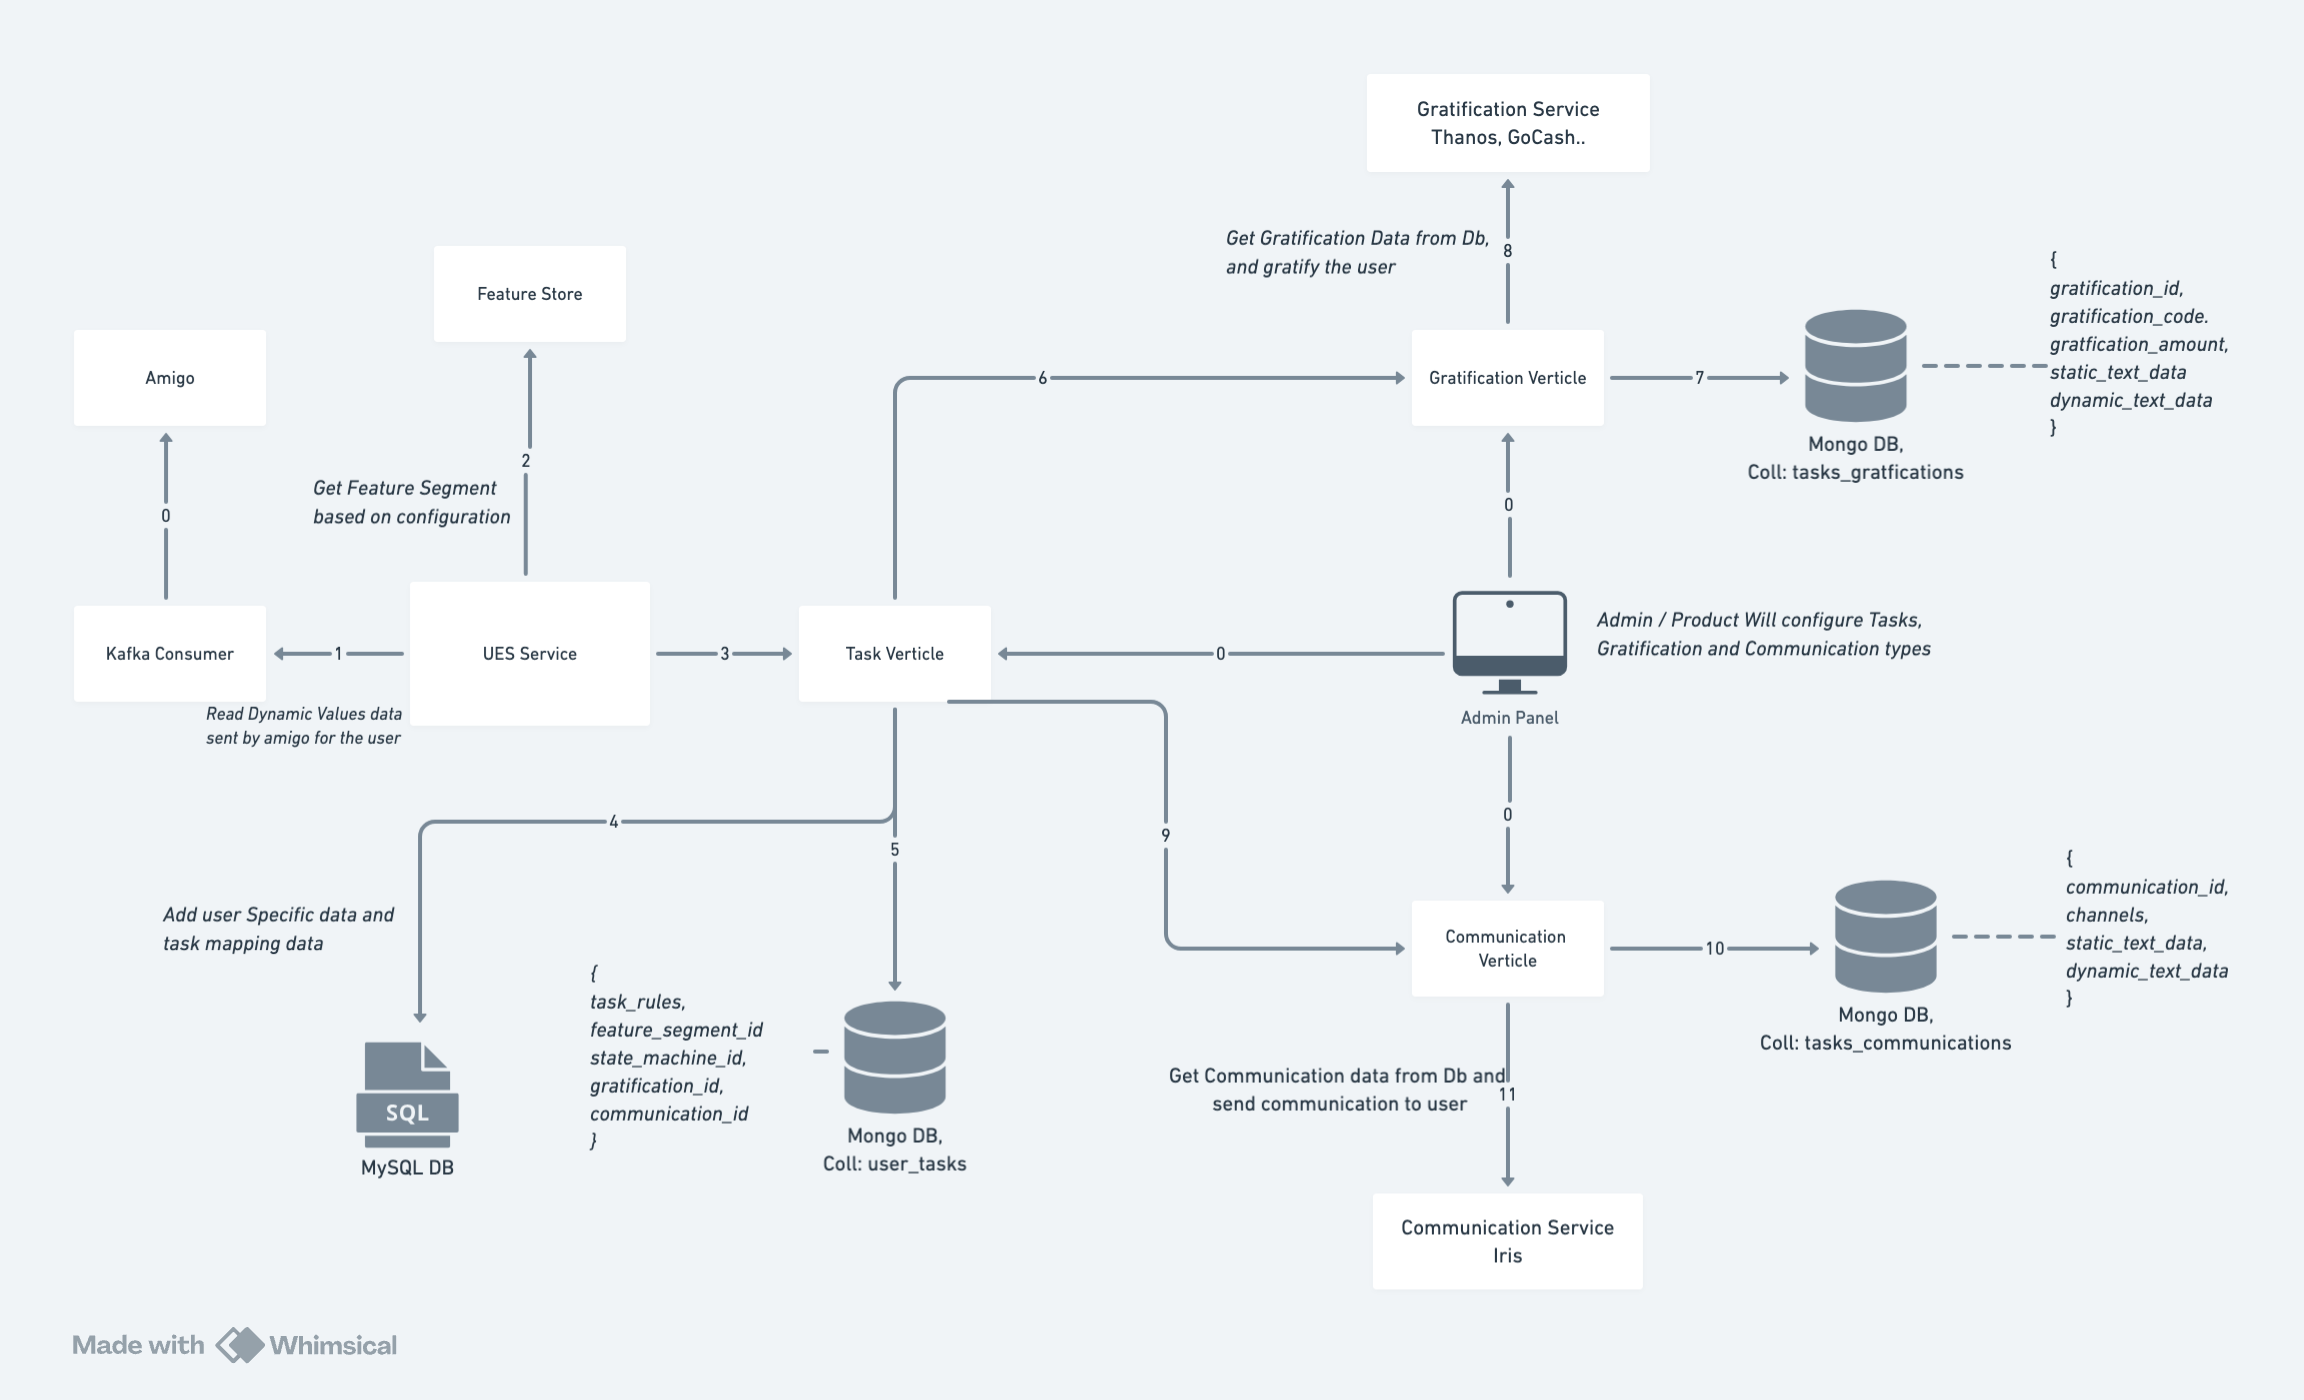 Gratification Service
Thanos, GoCash..
Get Gratification Data from Db,
and gratify the user
8
Feature Store
Amigo
2
Get Feature Segment
based on configuration
0
6
Gratification Verticle
7
Mongo DB,
Coll: tasks_gratfications
{
gratification_id,
gratification_code.
gratfication_amount,
static_text_data
dynamic_text_data
}
0
Kafka Consumer
1
UES Service
3
Task Verticle
0
Admin Panel
Admin / Product Will configure Tasks,
Gratification and Communication types
Read Dynamic Values data
sent by amigo for the user
4
5
9
0
Add user Specific data and
task mapping data
SQL
MySQL DB
{
task_rules,
feature_segment_id
state_machine_id,
gratification_id,
communication_id
}
Mongo DB,
Coll: user_tasks
Communication
Verticle
10
Mongo DB,
Coll: tasks_communications
{
communication_id,
channels,
static_text_data,
dynamic_text_data
}
Get Communication data from Db and
send communication to user
11
Communication Service
Iris
Made with Whimsical